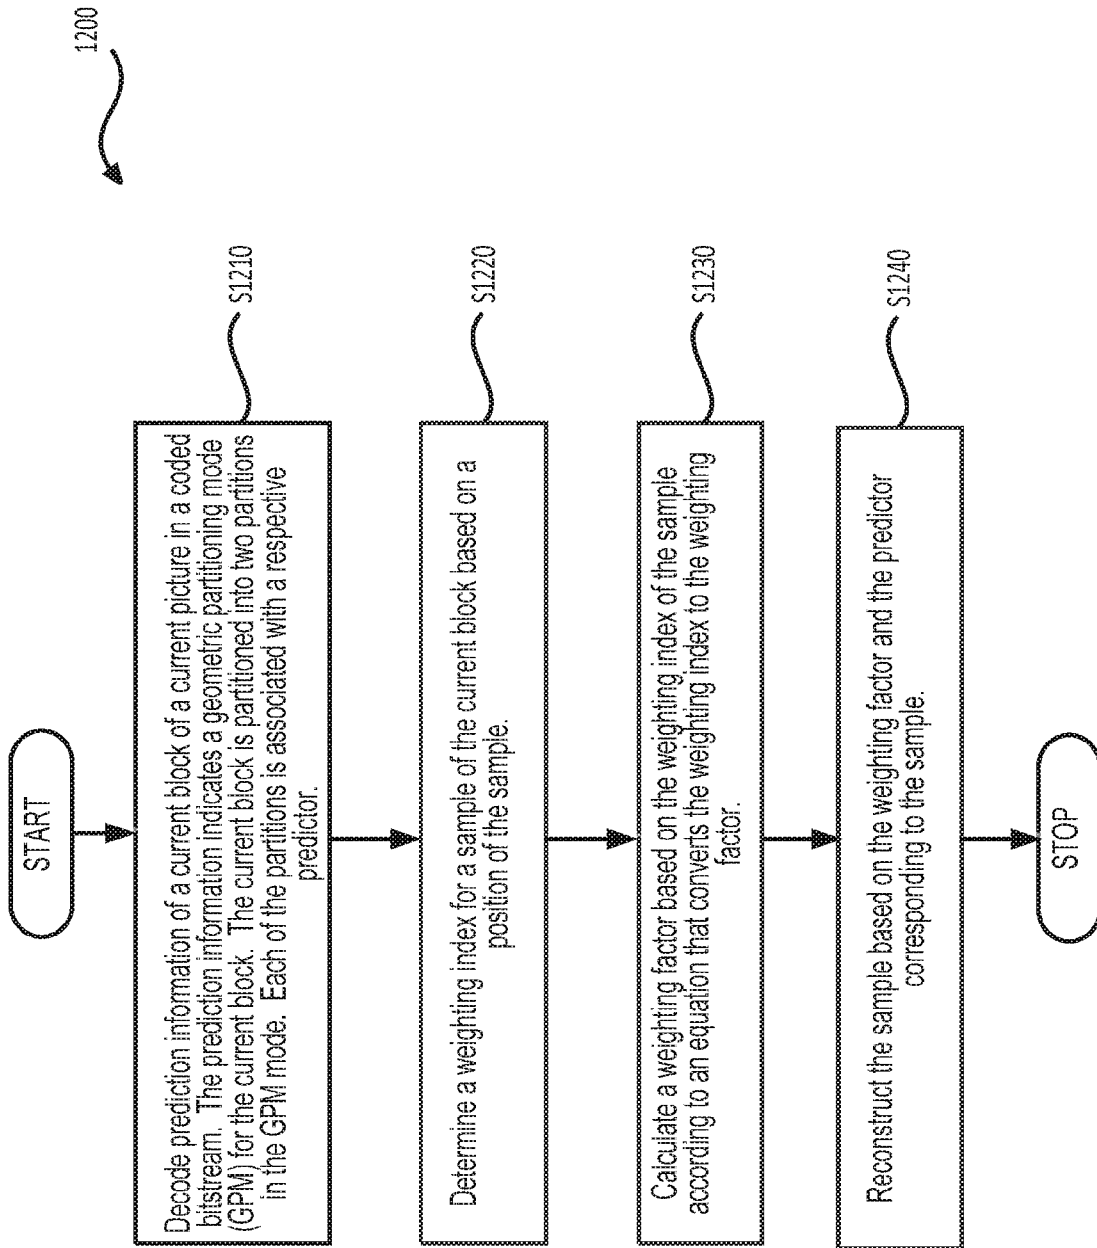 1200
START
Decode prediction information of a current block of a current picture in a coded
bitstream. The prediction information indicates a geometric partitioning mode
(GPM) for the current block. The current block is partitioned into two partitions
in the GPM mode. Each of the partitions is associated with a respective
predictor.
S1210
Determine a weighting index for a sample of the current block based on a
position of the sample.
S1220
Calculate a weighting factor based on the weighting index of the sample
according to an equation that converts the weighting index to the weighting
factor.
S1230
Reconstruct the sample based on the weighting factor and the predictor
corresponding to the sample.
S1240
STOP